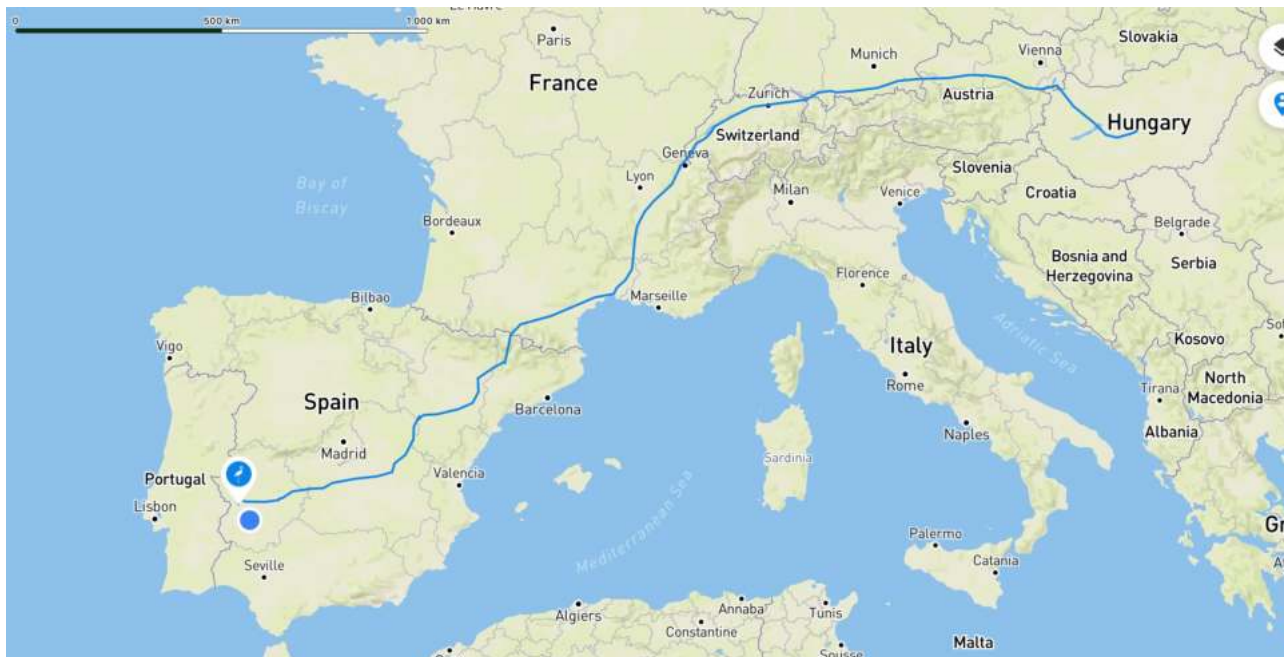 0
500 km
1 000 km
Le Havre
Paris
France
Munich
Vienna
Slovakia
Zurich
Austria
Switzerland
Hungary
Geneva
Lyon
Slovenia
Croatia
Milan
Venice
Bay of
Biscay
Bordeaux
Belgrade
Bosnia and
Herzegovina
Serbia
Florence
Marseille
Bilbao
Vigo
Adriatic Sea
Kosovo
Italy
Rome
Tirana
North
Macedonia
Spain
Barcelona
Albania
Naples
Madrid
Sardinia
Portugal
Valencia
Lisbon
Mediterranean Sea
Palermo
Catania
Seville
Algiers
Annaba
Tunis
Constantine
Malta
Sousse